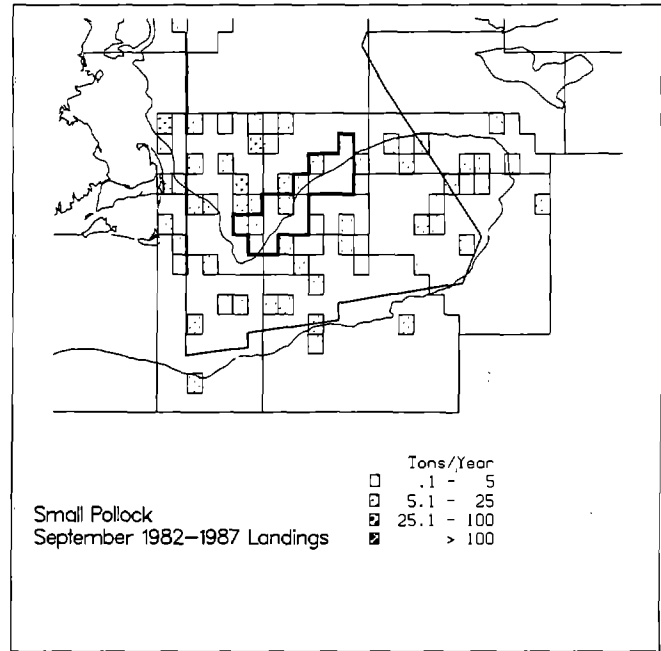 Tons/Year
.1 - 5
5.1 - 25
25.1 - 100
> 100
Small Pollock
September 1982-1987 Landings